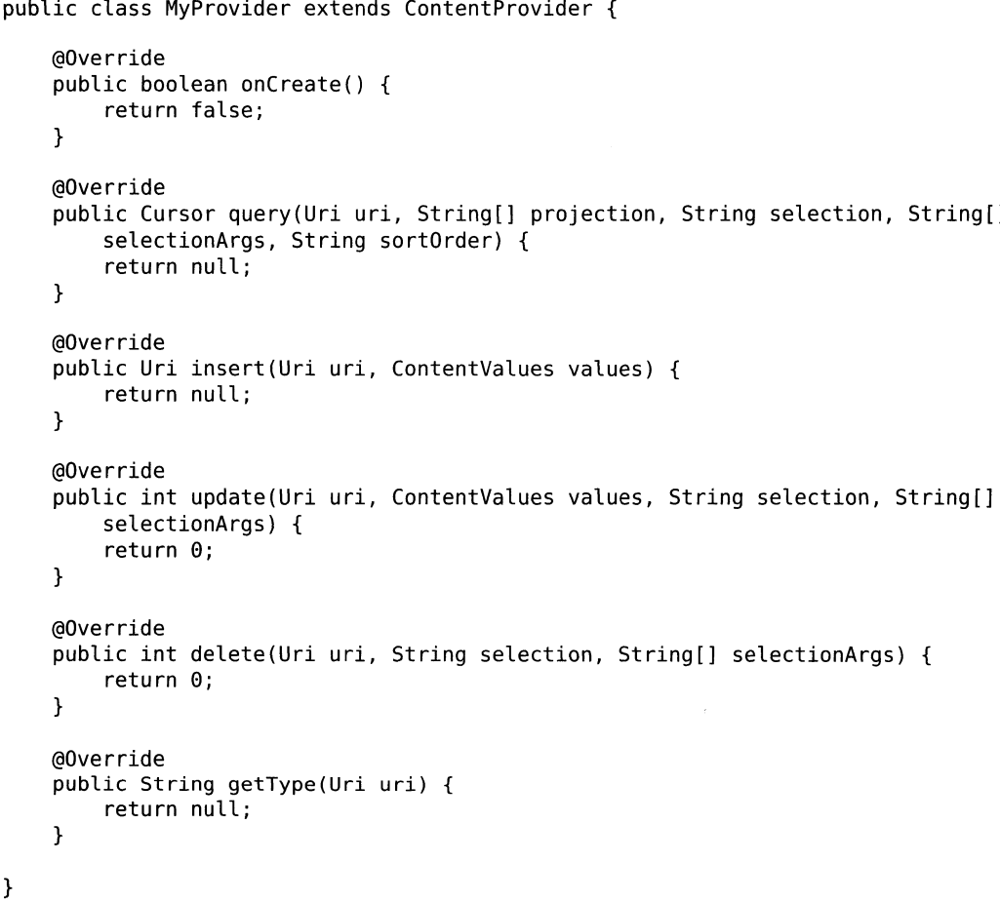 public class MyProvider extends ContentProvider {
@Override
public boolean onCreate() {
return false;
}
@Override
public Cursor query(Uri uri, String[] projection, String selection, String[]
selectionArgs, String sortOrder) {
return null;
}
@Override
public Uri insert(Uri uri, ContentValues values) {
return null;
}
@Override
public int update(Uri uri, ContentValues values, String selection, String[]
selectionArgs) {
return 0;
}
@Override
public int delete(Uri uri, String selection, String[] selectionArgs) {
return 0;
}
@Override
public String getType(Uri uri) {
return null;
}
}